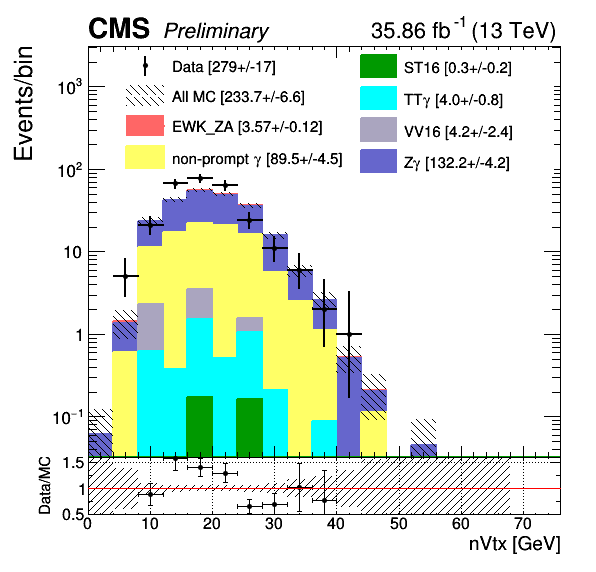 CMS Preliminary 35.86 fb⁻¹ (13 TeV)
Events/bin
Data [279+/-17]
All MC [233.7+/-6.6]
EWK_ZA [3.57+/-0.12]
non-prompt γ [89.5+/-4.5]
ST16 [0.3+/-0.2]
TTγ [4.0+/-0.8]
VV16 [4.2+/-2.4]
Zγ [132.2+/-4.2]
10³
10²
10
1
10⁻¹
Data/MC
1.5
1
0.5
0 10 20 30 40 50 60 70
nVtx [GeV]